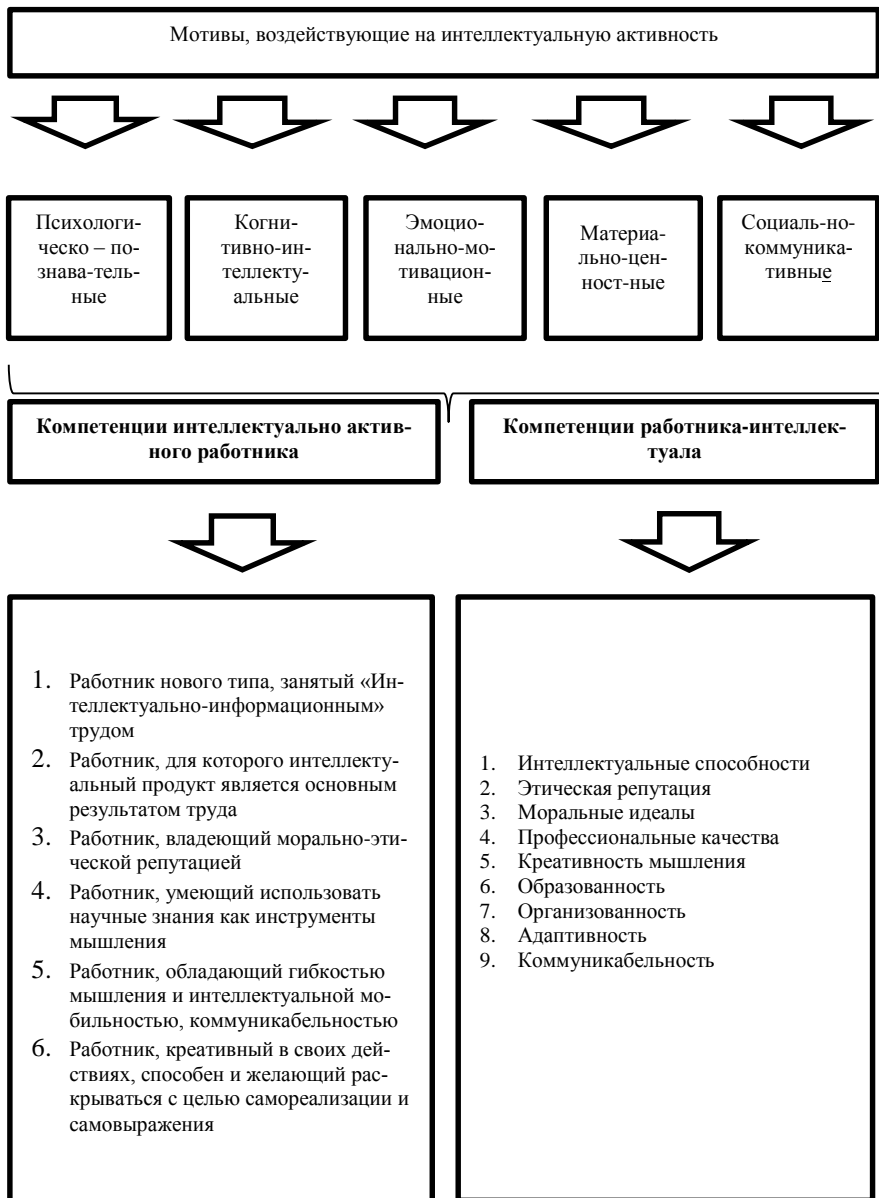 Мотивы, воздействующие на интеллектуальную активность
Психологи-
ческо – по-
знава-тель-
ные
Когни-
тивно-ин-
теллекту-
альные
Эмоцио-
нально-мо-
тивацион-
ные
Материа-
льно-цен-
ност-ные
Социаль-но-
коммуника-
тивные
Компетенции интеллектуально актив-
ного работника
Компетенции работника-интеллек-
туала
1. Работник нового типа, занятый «Ин-
теллектуально-информационным»
трудом
2. Работник, для которого интеллекту-
альный продукт является основным
результатом труда
3. Работник, владеющий морально-эти-
ческой репутацией
4. Работник, умеющий использовать
научные знания как инструменты
мышления
5. Работник, обладающий гибкостью
мышления и интеллектуальной мо-
бильностью, коммуникабельностью
6. Работник, креативный в своих дей-
ствиях, способен и желающий рас-
крываться с целью самореализации и
самовыражения
1. Интеллектуальные способности
2. Этическая репутация
3. Моральные идеалы
4. Профессиональные качества
5. Креативность мышления
6. Образованность
7. Организованность
8. Адаптивность
9. Коммуникабельность